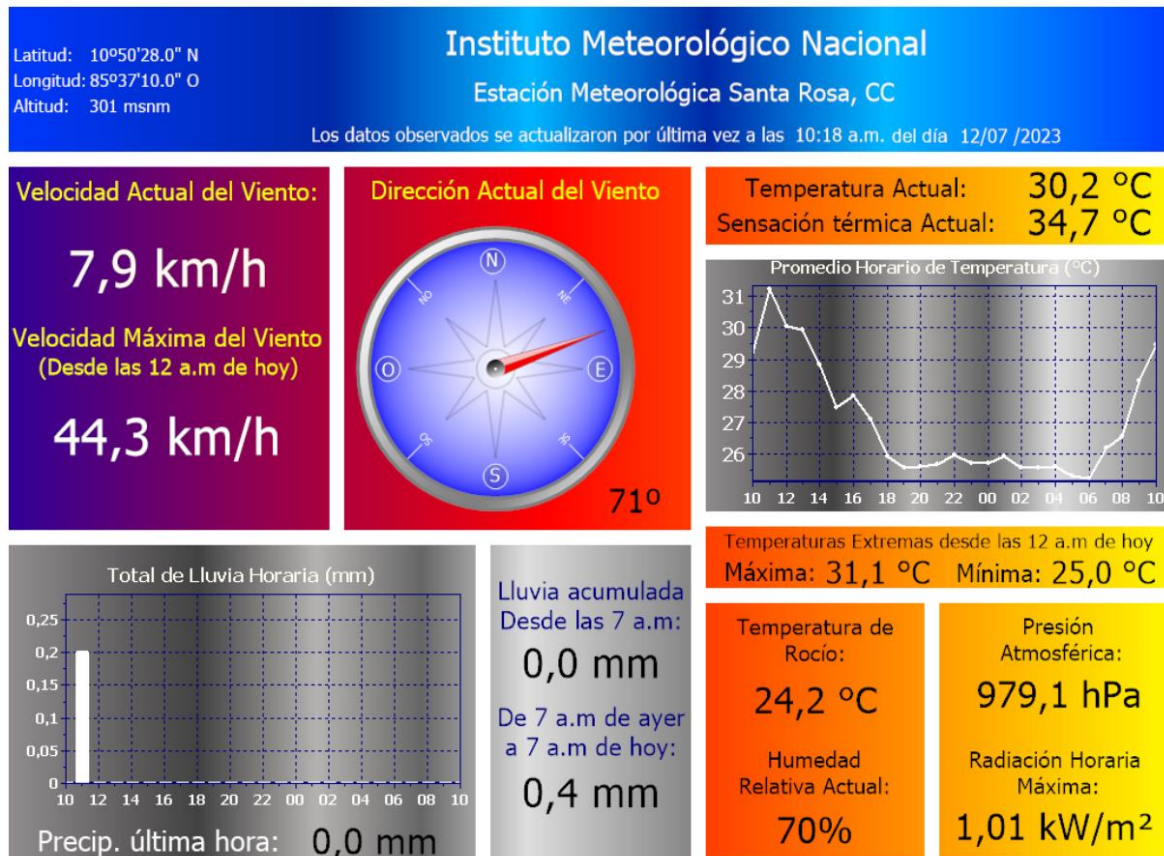 Latitud: 10º50'28.0" N
Longitud: 85º37'10.0" O
Altitud: 301 msnm
Instituto Meteorológico Nacional
Estación Meteorológica Santa Rosa, CC
Los datos observados se actualizaron por última vez a las 10:18 a.m. del día 12/07 /2023
Velocidad Actual del Viento:
7,9 km/h
Velocidad Máxima del Viento
(Desde las 12 a.m de hoy)
44,3 km/h
Dirección Actual del Viento
N
NO
NE
O
E
SO
SE
S
71º
Temperatura Actual: 30,2 ºC
Sensación térmica Actual: 34,7 ºC
Promedio Horario de Temperatura (ºC)
31
30
29
28
27
26
10 12 14 16 18 20 22 00 02 04 06 08 10
Temperaturas Extremas desde las 12 a.m de hoy
Máxima: 31,1 ºC Mínima: 25,0 ºC
Total de Lluvia Horaria (mm)
0,25
0,2
0,15
0,1
0,05
0
10 12 14 16 18 20 22 00 02 04 06 08 10
Precip. última hora: 0,0 mm
Lluvia acumulada
Desde las 7 a.m:
0,0 mm
De 7 a.m de ayer
a 7 a.m de hoy:
0,4 mm
Temperatura de
Rocío:
24,2 ºC
Humedad
Relativa Actual:
70%
Presión
Atmosférica:
979,1 hPa
Radiación Horaria
Máxima:
1,01 kW/m²